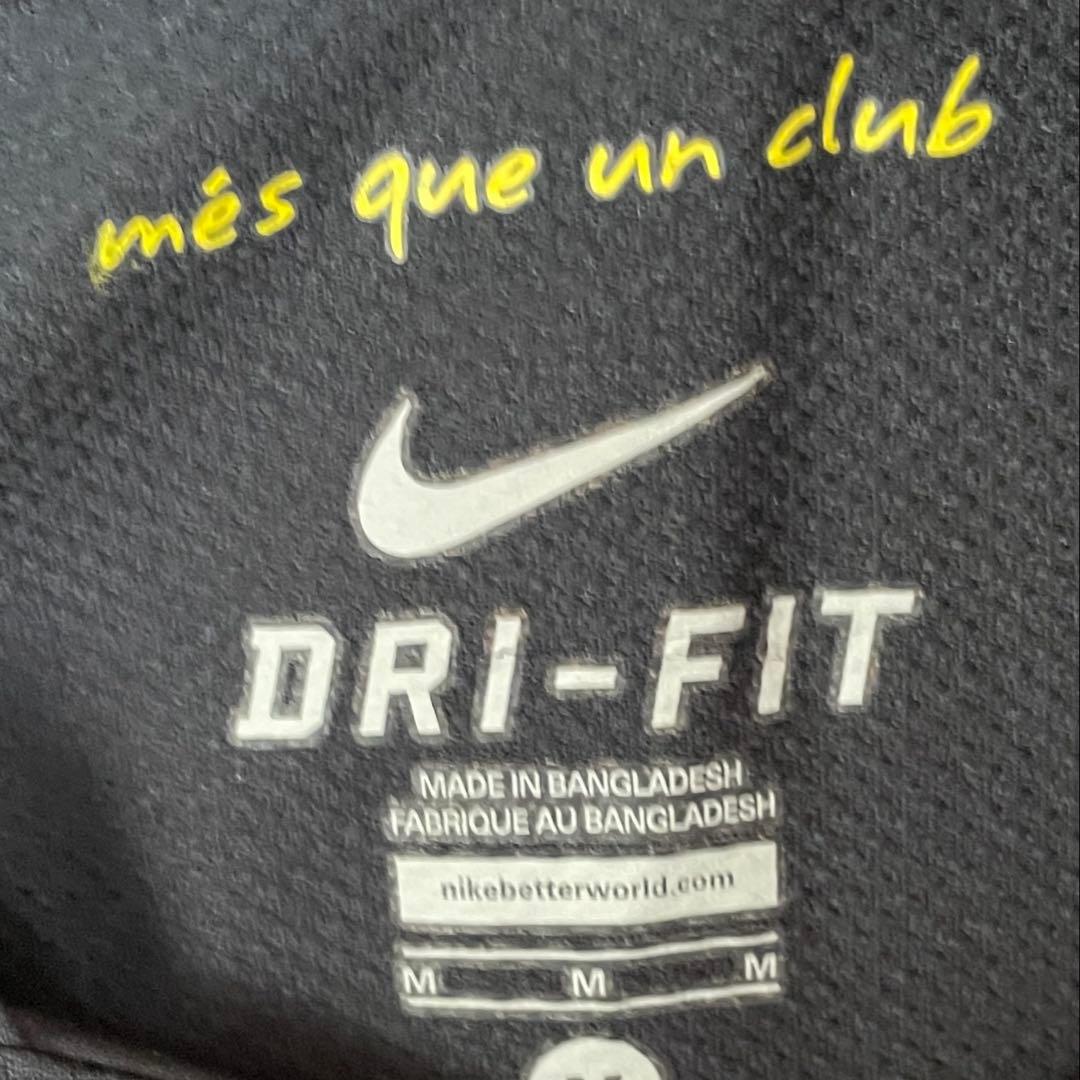 més que un club
DRI-FIT
MADE IN BANGLADESH
FABRIQUE AU BANGLADESH
nikebetterworld.com
M M M